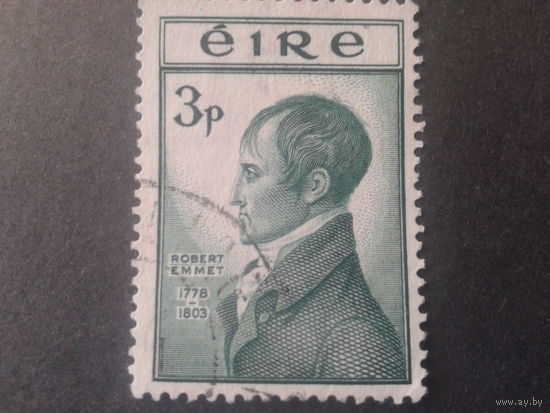 éIRe
3p
ROBERT
EMMET
1778
–
1803
www.ay.by